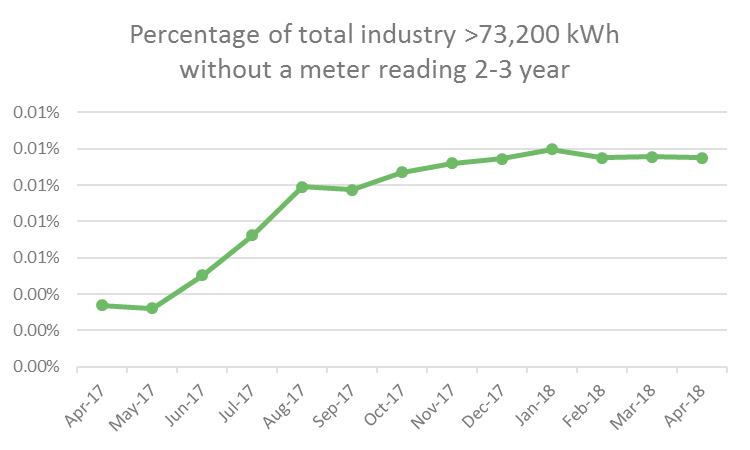 Percentage of total industry >73,200 kWh
without a meter reading 2-3 year
0.01%
0.01%
0.01%
0.01%
0.01%
0.00%
0.00%
0.00%
Apr-17
May-17
Jun-17
Jul-17
Aug-17
Sep-17
Oct-17
Nov-17
Dec-17
Jan-18
Feb-18
Mar-18
Apr-18